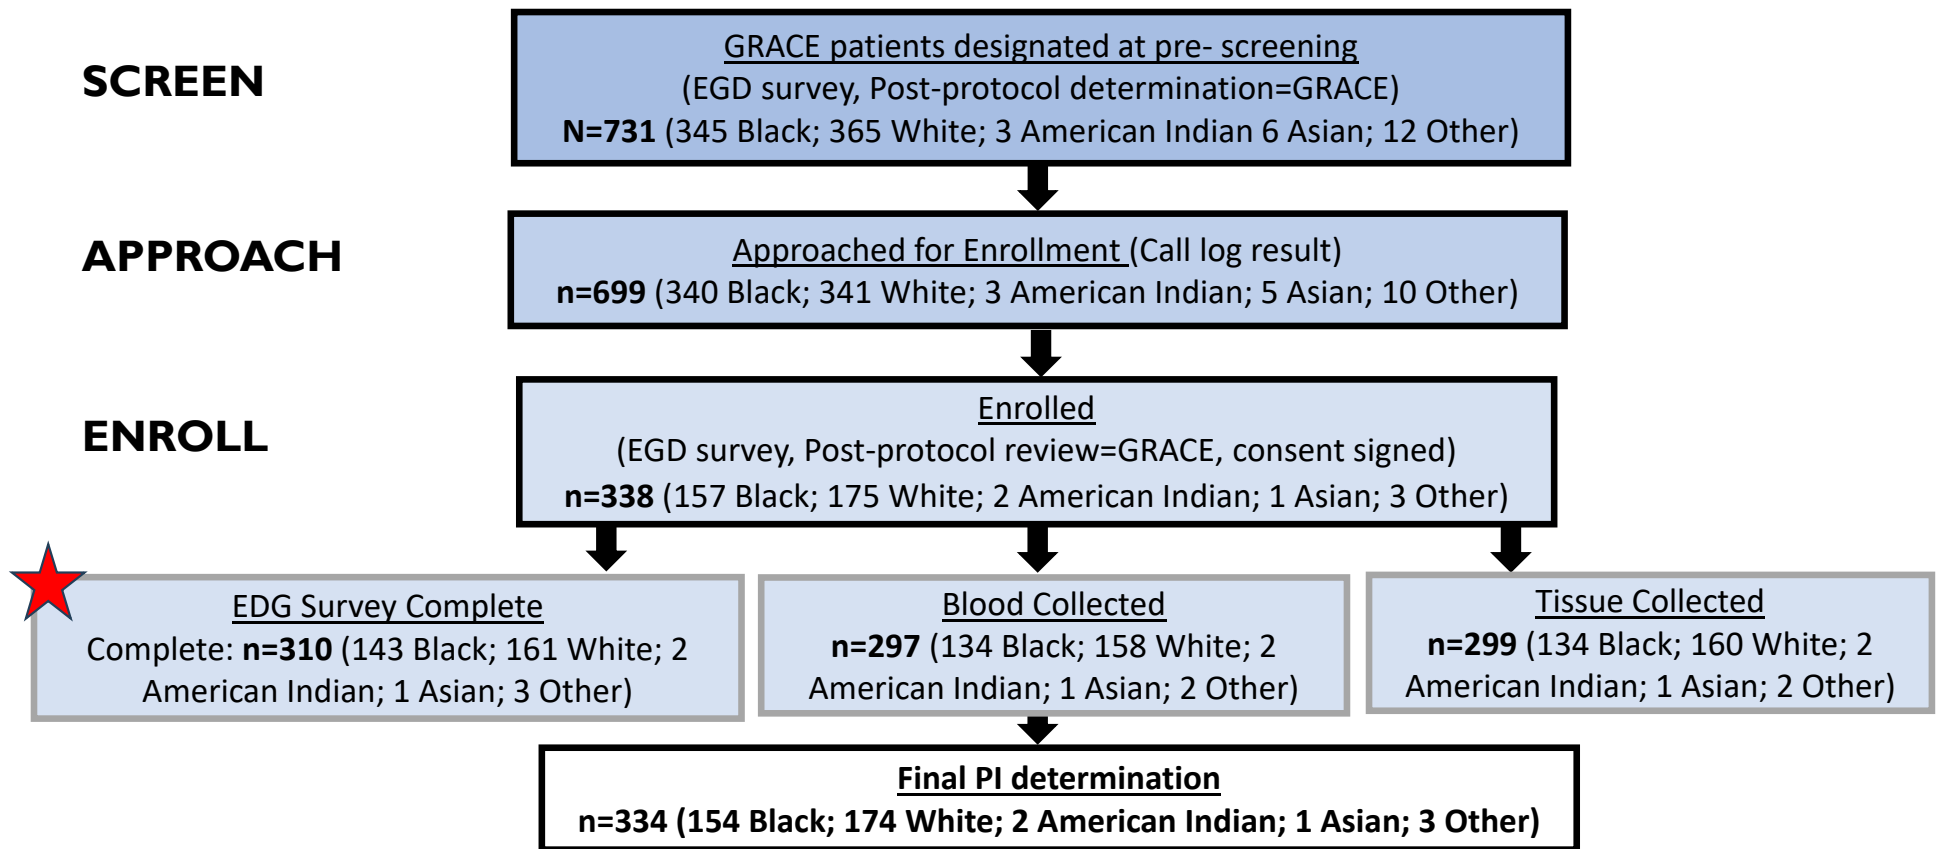 SCREEN
GRACE patients designated at pre- screening
(EGD survey, Post-protocol determination=GRACE)
N=731 (345 Black; 365 White; 3 American Indian 6 Asian; 12 Other)
APPROACH
Approached for Enrollment (Call log result)
n=699 (340 Black; 341 White; 3 American Indian; 5 Asian; 10 Other)
ENROLL
Enrolled
(EGD survey, Post-protocol review=GRACE, consent signed)
n=338 (157 Black; 175 White; 2 American Indian; 1 Asian; 3 Other)
EDG Survey Complete
Complete: n=310 (143 Black; 161 White; 2
American Indian; 1 Asian; 3 Other)
Blood Collected
n=297 (134 Black; 158 White; 2
American Indian; 1 Asian; 2 Other)
Tissue Collected
n=299 (134 Black; 160 White; 2
American Indian; 1 Asian; 2 Other)
Final PI determination
n=334 (154 Black; 174 White; 2 American Indian; 1 Asian; 3 Other)